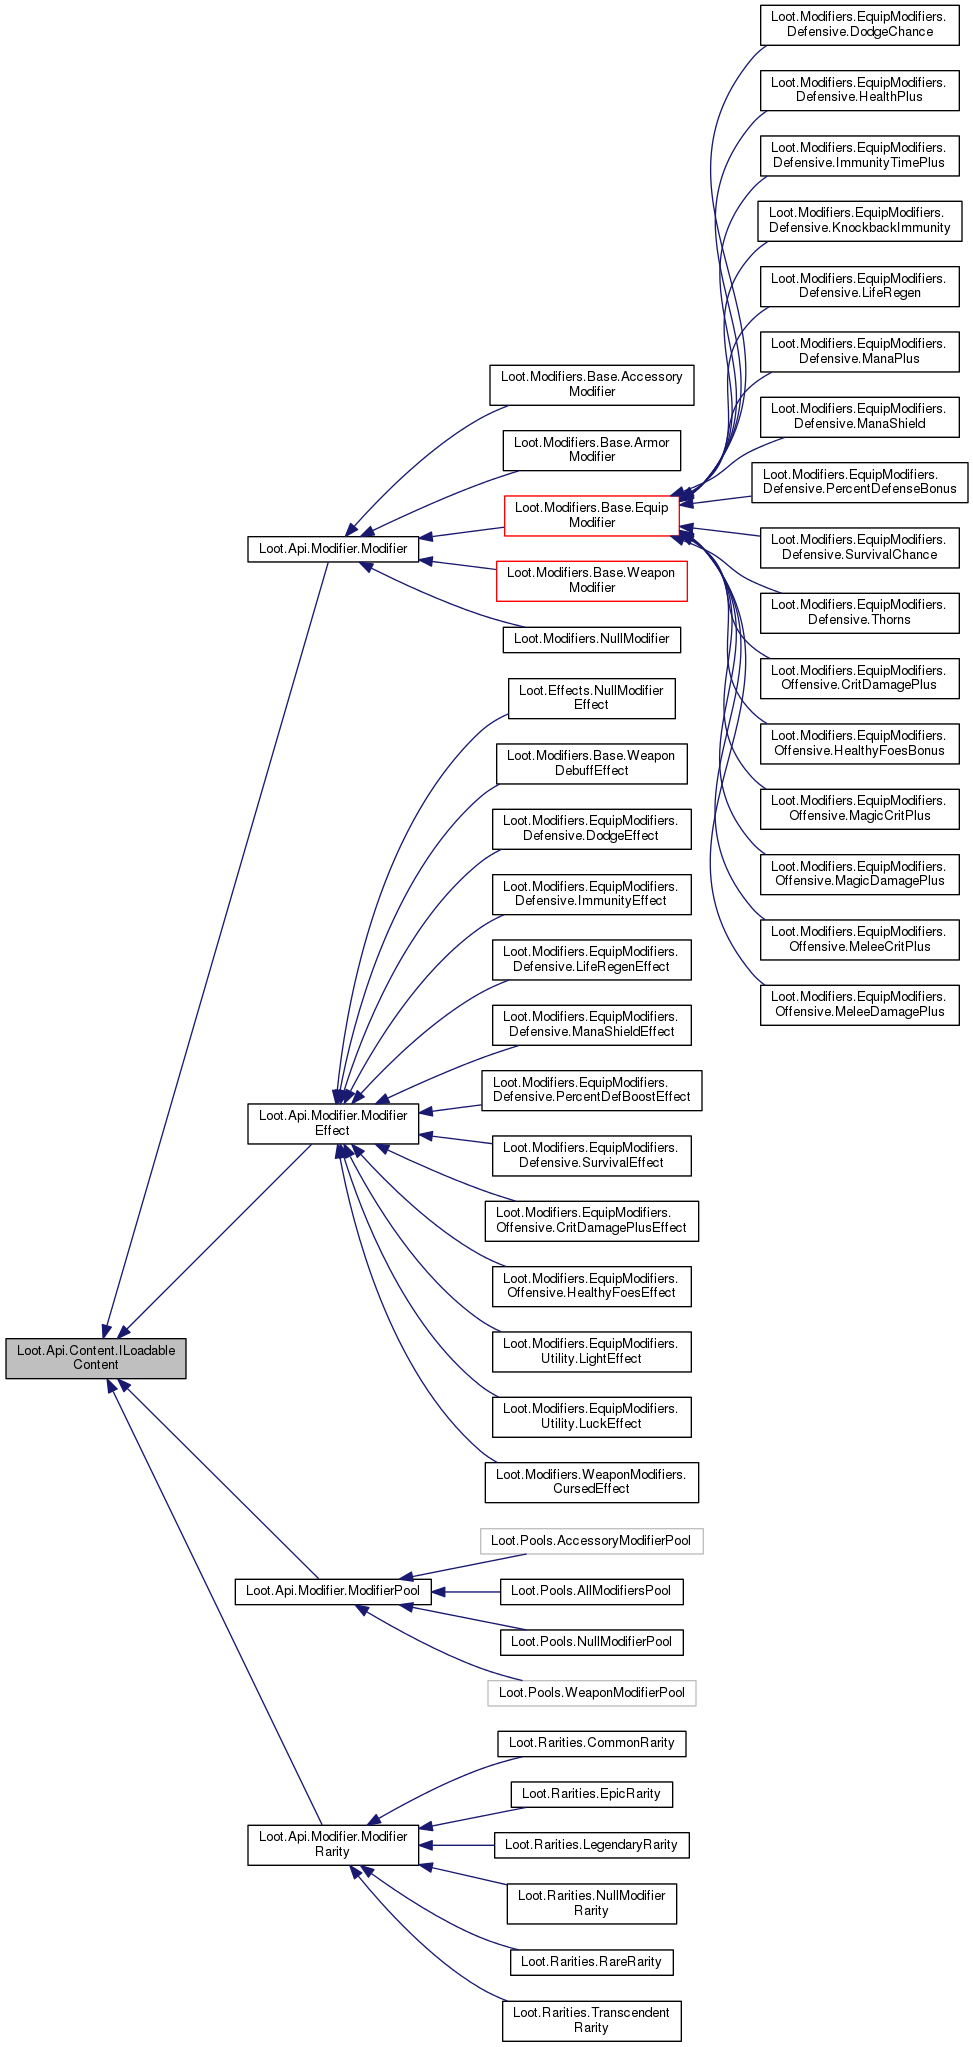 Loot.Modifiers.EquipModifiers.
Defensive.DodgeChance
Loot.Modifiers.EquipModifiers.
Defensive.HealthPlus
Loot.Modifiers.EquipModifiers.
Defensive.ImmunityTimePlus
Loot.Modifiers.EquipModifiers.
Defensive.KnockbackImmunity
Loot.Modifiers.EquipModifiers.
Defensive.LifeRegen
Loot.Modifiers.EquipModifiers.
Defensive.ManaPlus
Loot.Modifiers.EquipModifiers.
Defensive.ManaShield
Loot.Modifiers.EquipModifiers.
Defensive.PercentDefenseBonus
Loot.Modifiers.EquipModifiers.
Defensive.SurvivalChance
Loot.Modifiers.EquipModifiers.
Defensive.Thorns
Loot.Modifiers.EquipModifiers.
Offensive.CritDamagePlus
Loot.Modifiers.EquipModifiers.
Offensive.HealthyFoesBonus
Loot.Modifiers.EquipModifiers.
Offensive.MagicCritPlus
Loot.Modifiers.EquipModifiers.
Offensive.MagicDamagePlus
Loot.Modifiers.EquipModifiers.
Offensive.MeleeCritPlus
Loot.Modifiers.EquipModifiers.
Offensive.MeleeDamagePlus
Loot.Modifiers.Base.Accessory
Modifier
Loot.Modifiers.Base.Armor
Modifier
Loot.Modifiers.Base.Equip
Modifier
Loot.Modifiers.Base.Weapon
Modifier
Loot.Modifiers.NullModifier
Loot.Api.Modifier.Modifier
Loot.Effects.NullModifier
Effect
Loot.Modifiers.Base.Weapon
DebuffEffect
Loot.Modifiers.EquipModifiers.
Defensive.DodgeEffect
Loot.Modifiers.EquipModifiers.
Defensive.ImmunityEffect
Loot.Modifiers.EquipModifiers.
Defensive.LifeRegenEffect
Loot.Modifiers.EquipModifiers.
Defensive.ManaShieldEffect
Loot.Modifiers.EquipModifiers.
Defensive.PercentDefBoostEffect
Loot.Modifiers.EquipModifiers.
Defensive.SurvivalEffect
Loot.Modifiers.EquipModifiers.
Offensive.CritDamagePlusEffect
Loot.Modifiers.EquipModifiers.
Offensive.HealthyFoesEffect
Loot.Modifiers.EquipModifiers.
Utility.LightEffect
Loot.Modifiers.EquipModifiers.
Utility.LuckEffect
Loot.Modifiers.WeaponModifiers.
CursedEffect
Loot.Api.Modifier.Modifier
Effect
Loot.Api.Content.ILoadable
Content
Loot.Pools.AccessoryModifierPool
Loot.Pools.AllModifiersPool
Loot.Pools.NullModifierPool
Loot.Pools.WeaponModifierPool
Loot.Api.Modifier.ModifierPool
Loot.Rarities.CommonRarity
Loot.Rarities.EpicRarity
Loot.Rarities.LegendaryRarity
Loot.Rarities.NullModifier
Rarity
Loot.Rarities.RareRarity
Loot.Rarities.Transcendent
Rarity
Loot.Api.Modifier.Modifier
Rarity